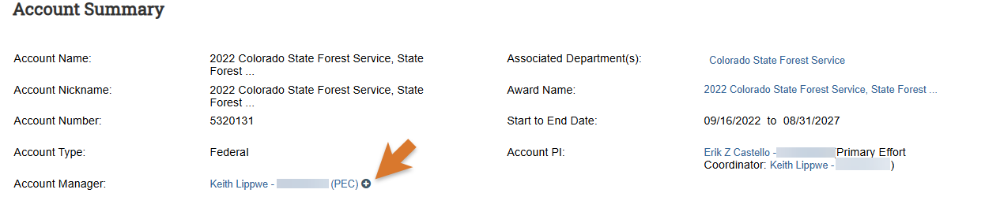 Account Summary
Account Name: 2022 Colorado State Forest Service, State Associated Department(s): Colorado State Forest Service
Forest ...
Account Nickname: 2022 Colorado State Forest Service, State Award Name: 2022 Colorado State Forest Service, State Forest ...
Forest ...
Account Number: 5320131 Start to End Date: 09/16/2022 to 08/31/2027
Account Type: Federal Account PI: Erik Z Castello - Primary Effort
Coordinator: Keith Lippwe - )
Account Manager: Keith Lippwe - (PEC)